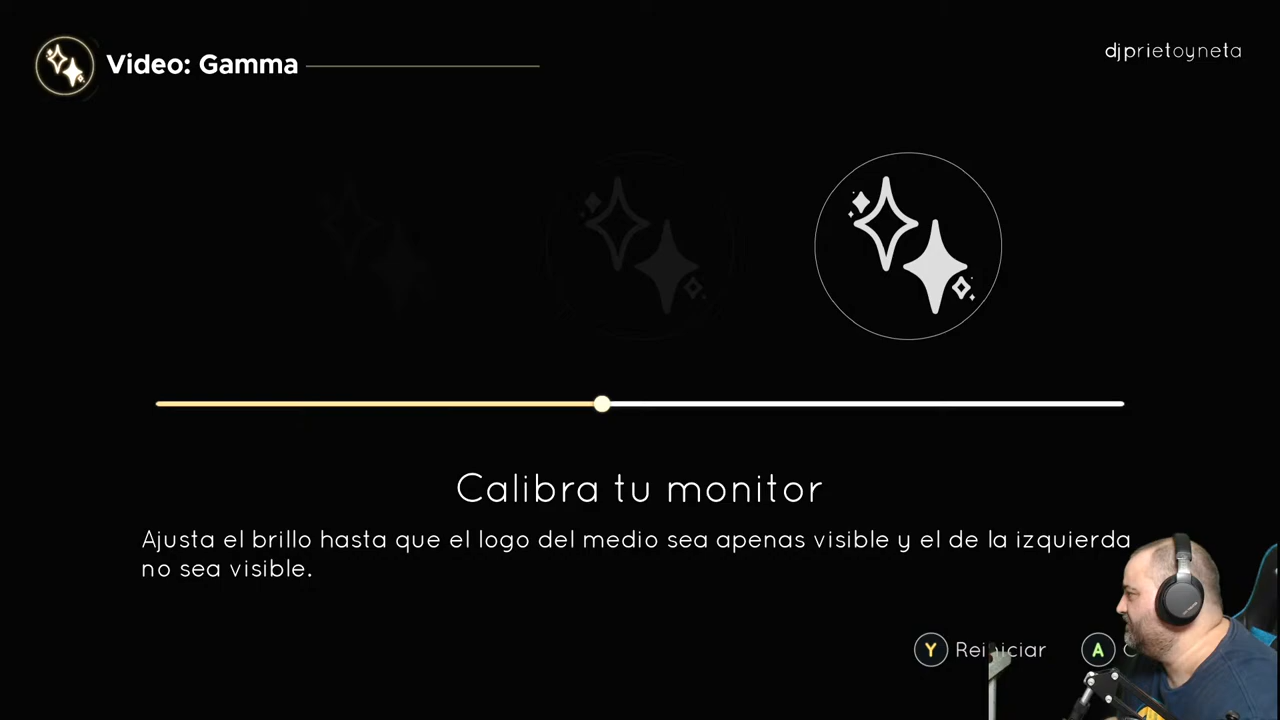 Video: Gamma
djprietoyneta
Calibra tu monitor
Ajusta el brillo hasta que el logo del medio sea apenas visible y el de la izquierda
no sea visible.
Y Reiniciar A